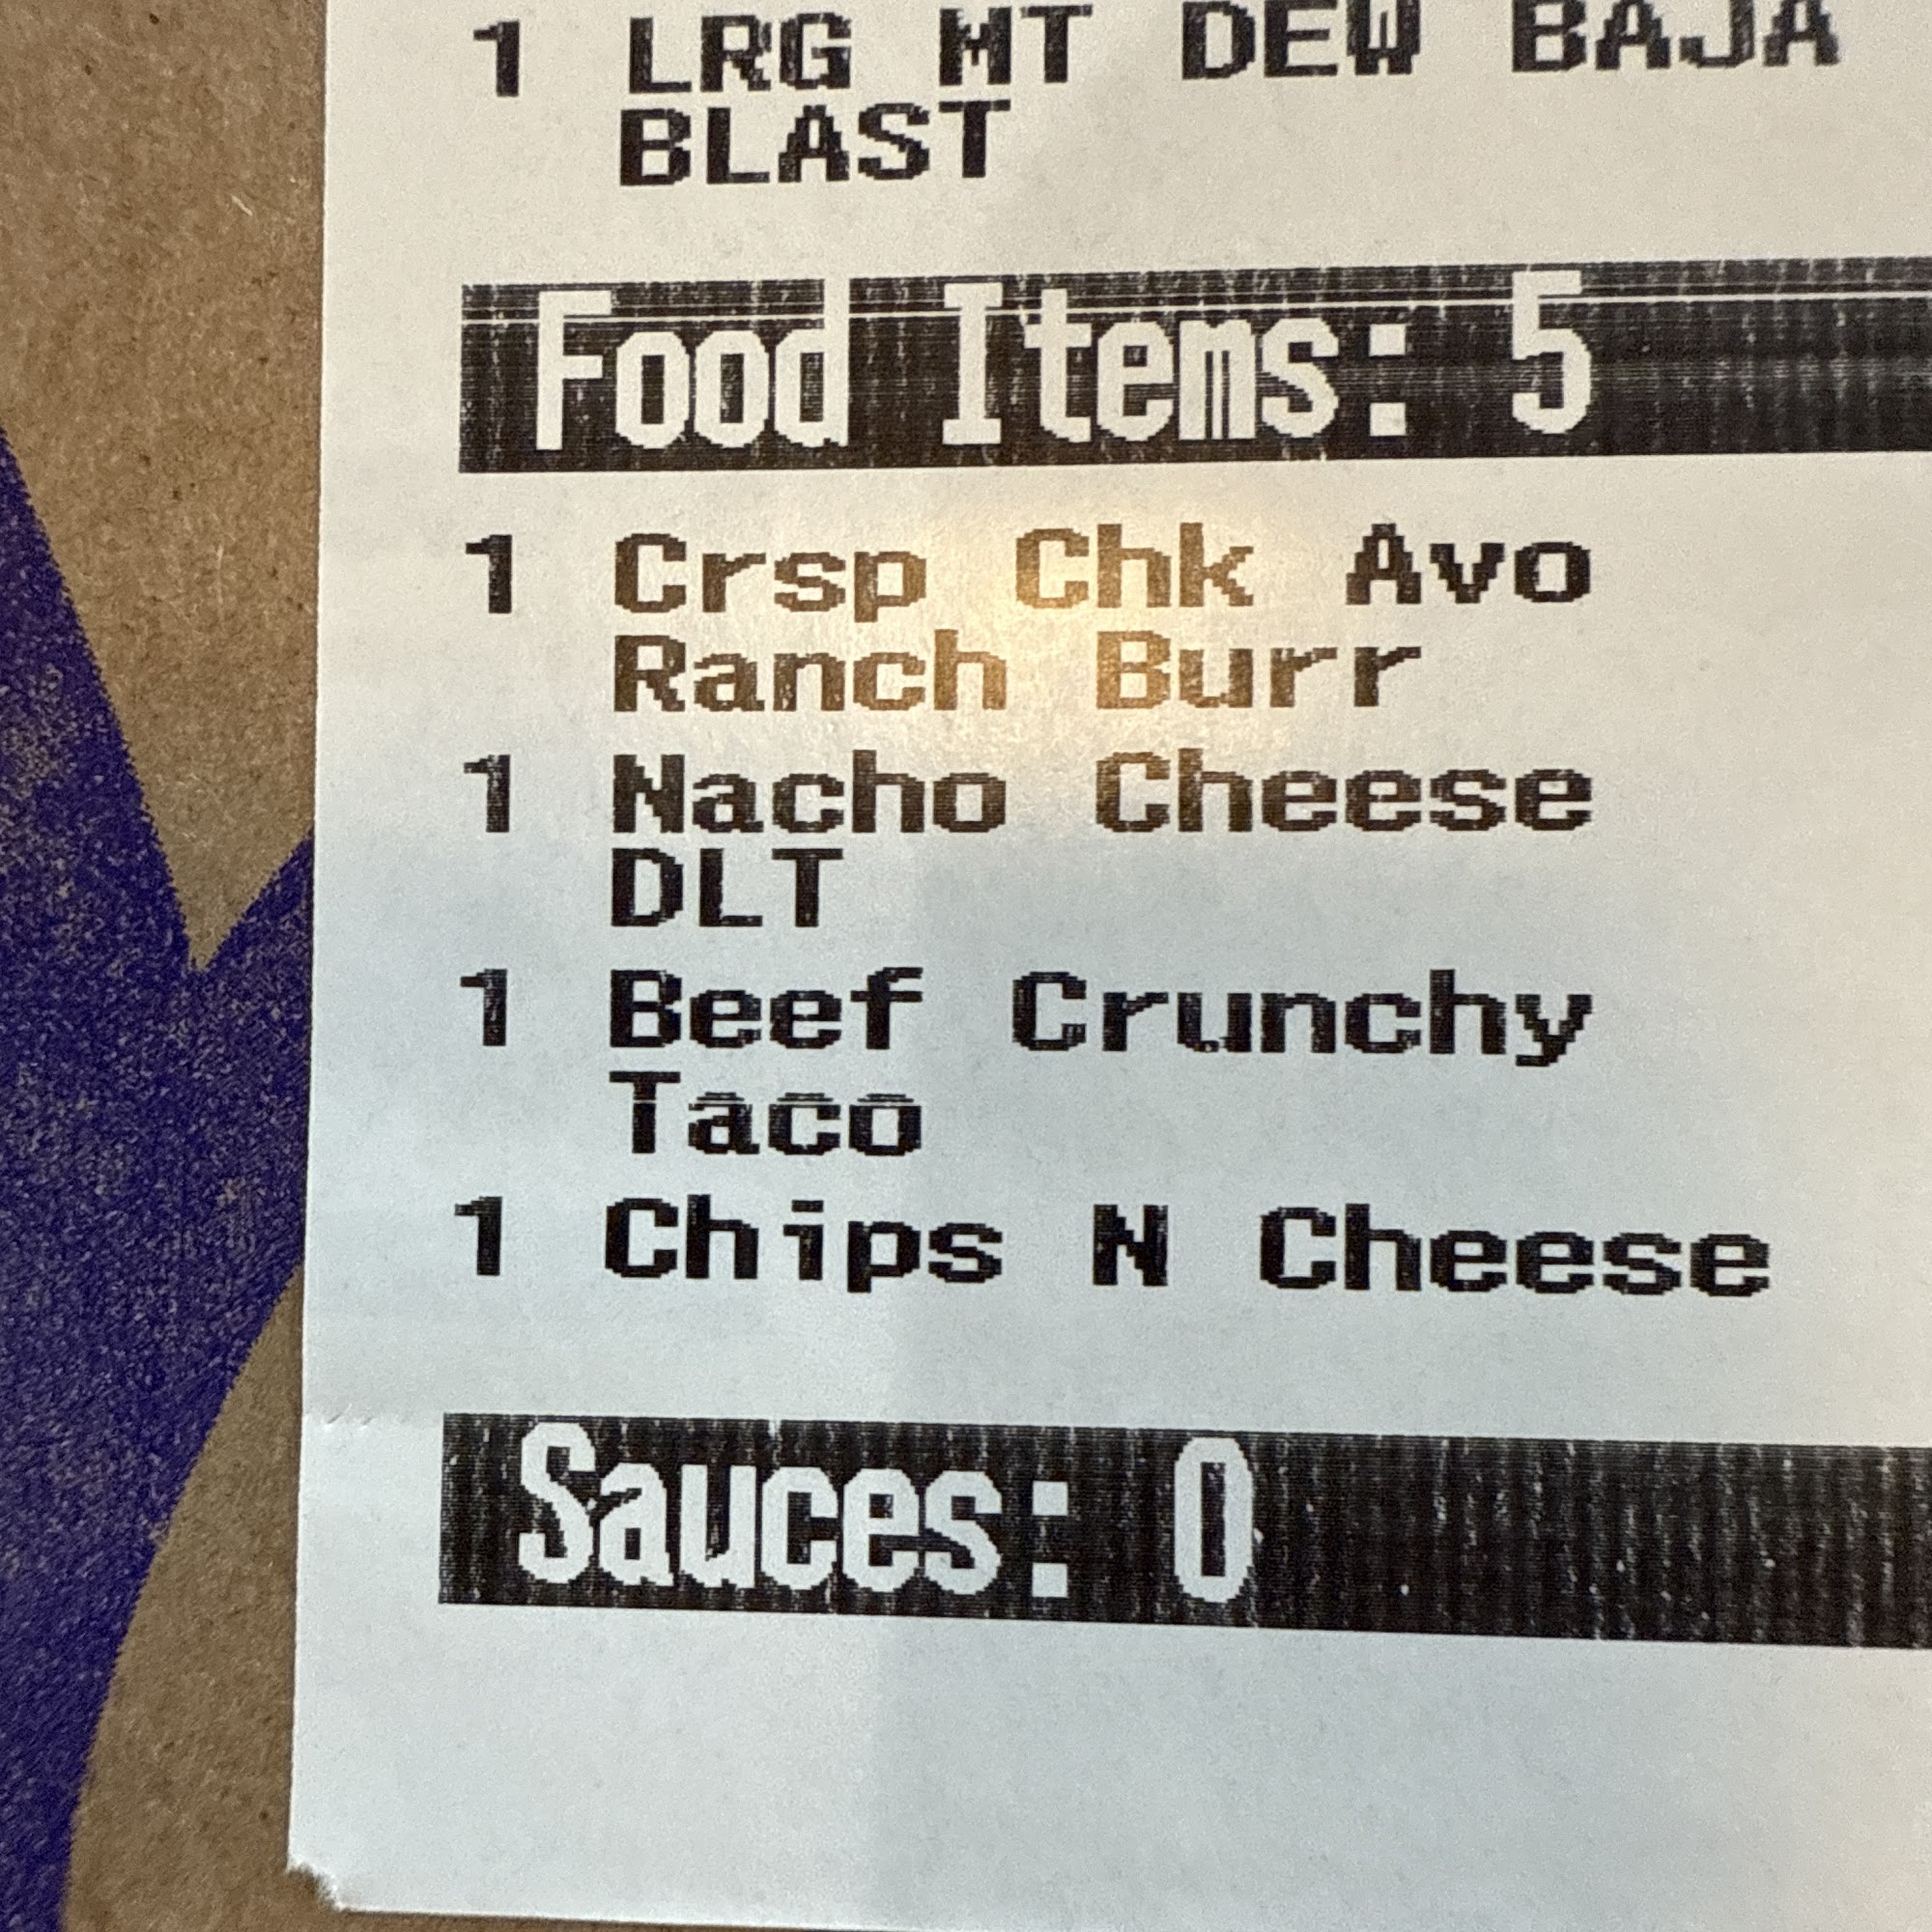 1 LRG MT DEW BAJA
BLAST
Food Items: 5
1 Crsp Chk Avo
Ranch Burr
1 Nacho Cheese
DLT
1 Beef Crunchy
Taco
1 Chips N Cheese
Sauces: 0